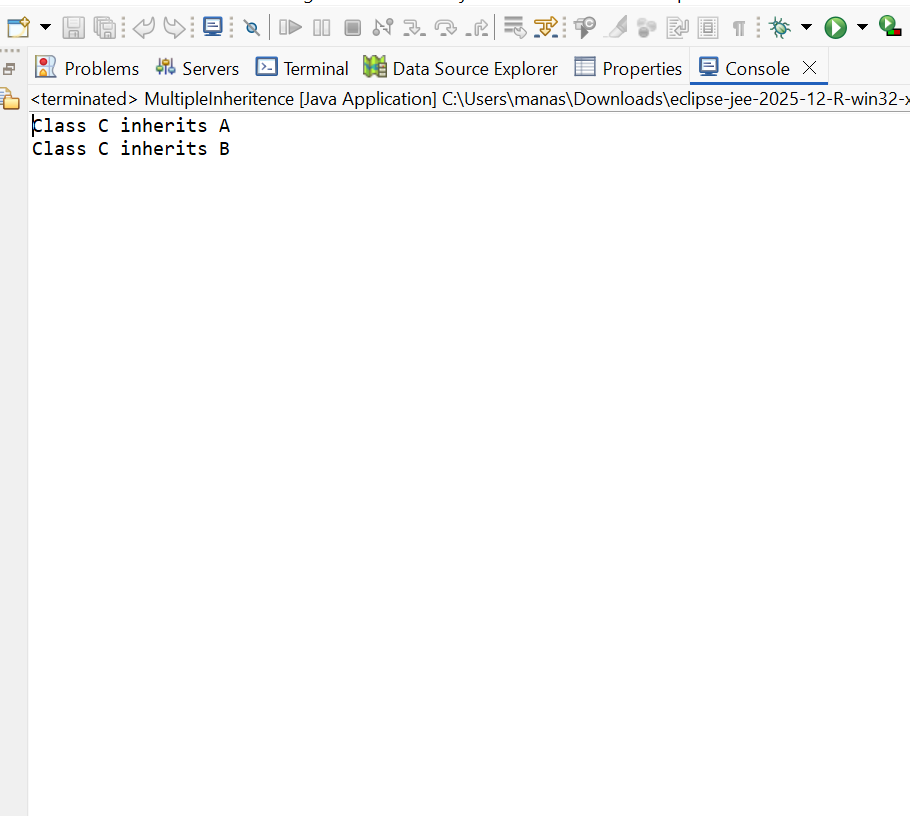 Problems Servers Terminal Data Source Explorer Properties Console
<terminated> MultipleInheritence [Java Application] C:\Users\manas\Downloads\eclipse-jee-2025-12-R-win32-x
Class C inherits A
Class C inherits B